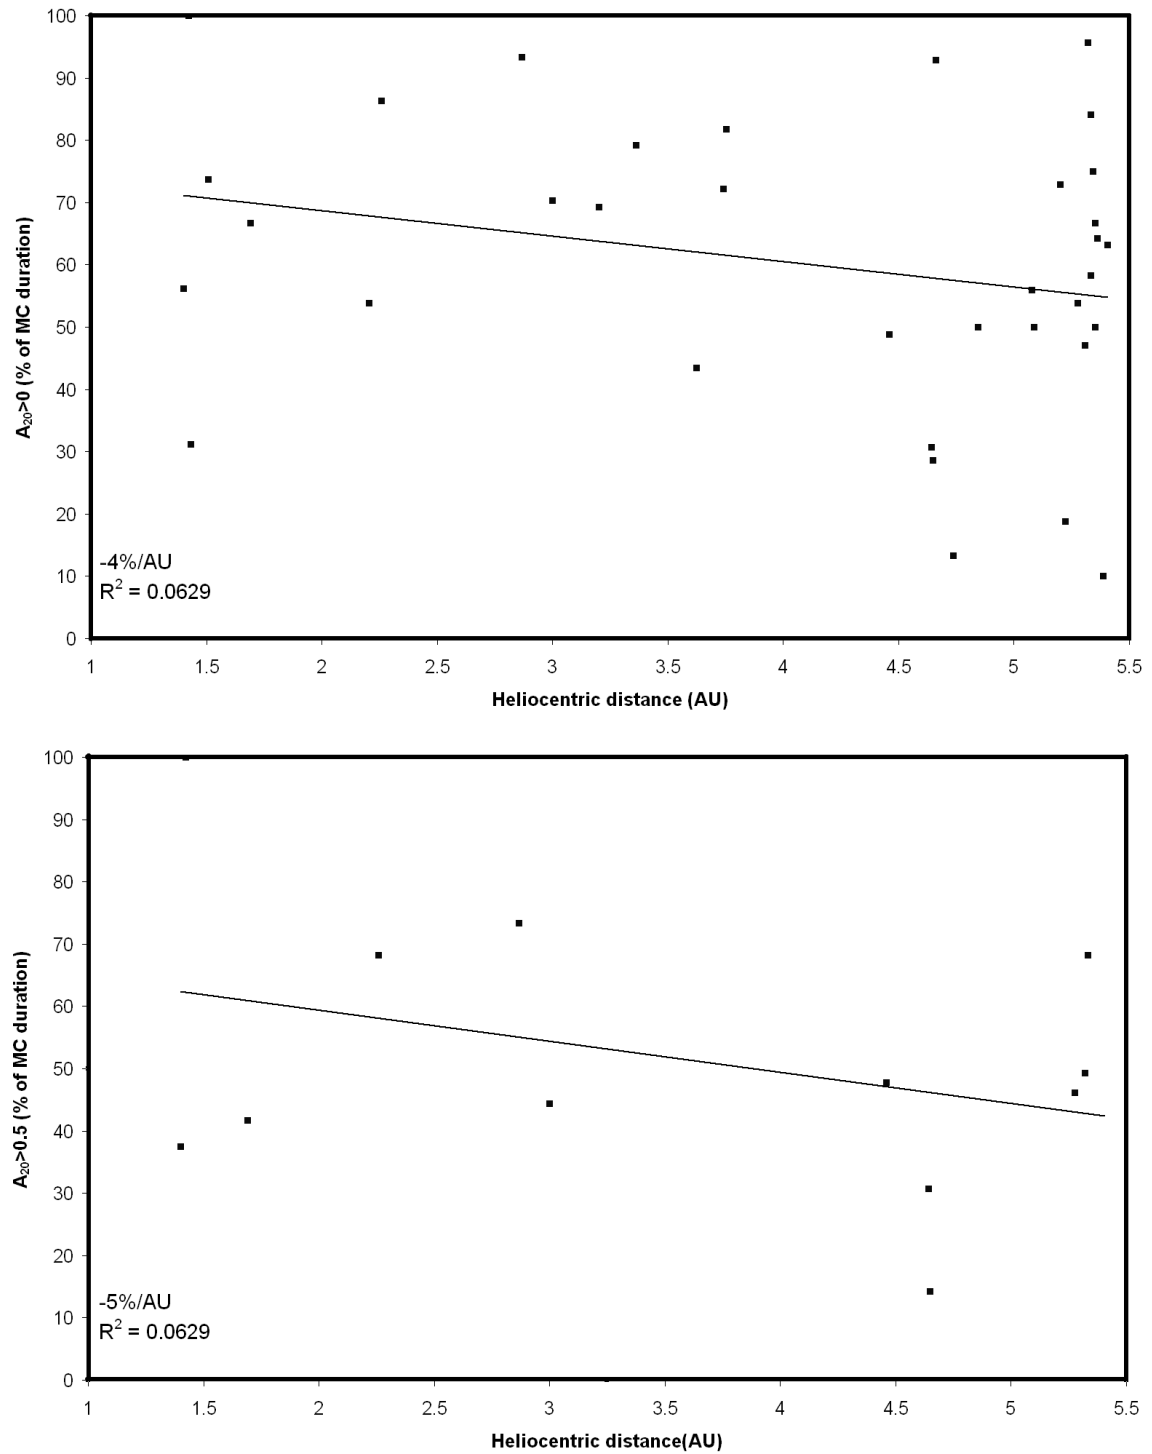 100
90
80
70
60
50
40
30
20
10
0
A₂₀>0 (% of MC duration)
-4%/AU
R² = 0.0629
1 1.5 2 2.5 3 3.5 4 4.5 5 5.5
Heliocentric distance (AU)
100
90
80
70
60
50
40
30
20
10
0
A₂₀>0.5 (% of MC duration)
-5%/AU
R² = 0.0629
1 1.5 2 2.5 3 3.5 4 4.5 5 5.5
Heliocentric distance(AU)